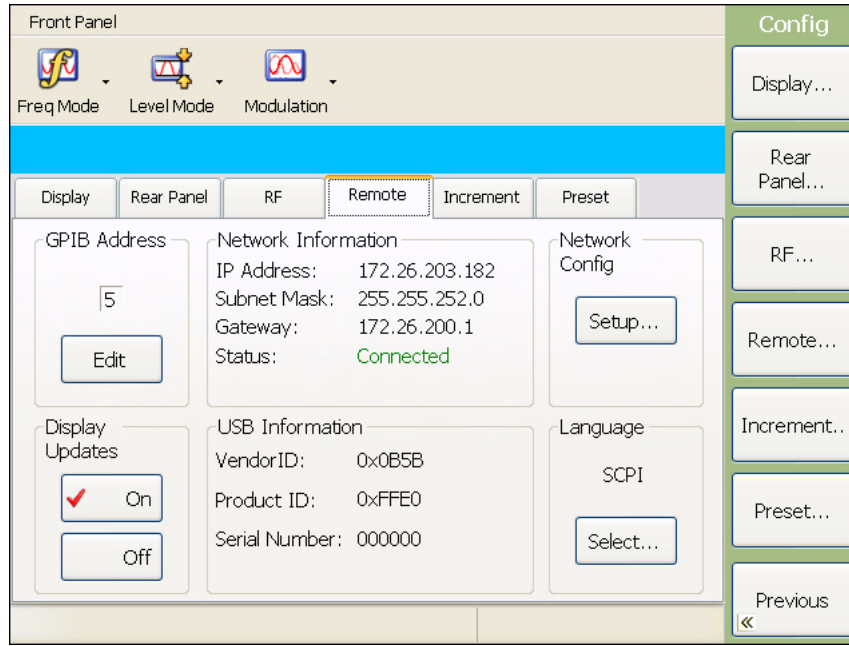 Front Panel
Config
Freq Mode
Level Mode
Modulation
Display...
Rear
Panel...
RF...
Remote...
Increment..
Preset...
Previous
«
Display
Rear Panel
RF
Remote
Increment
Preset
GPIB Address
5
Edit
Network Information
IP Address: 172.26.203.182
Subnet Mask: 255.255.252.0
Gateway: 172.26.200.1
Status: Connected
Network
Config
Setup...
Display
Updates
On
Off
USB Information
VendorID: 0x0B5B
Product ID: 0xFFE0
Serial Number: 000000
Language
SCPI
Select...